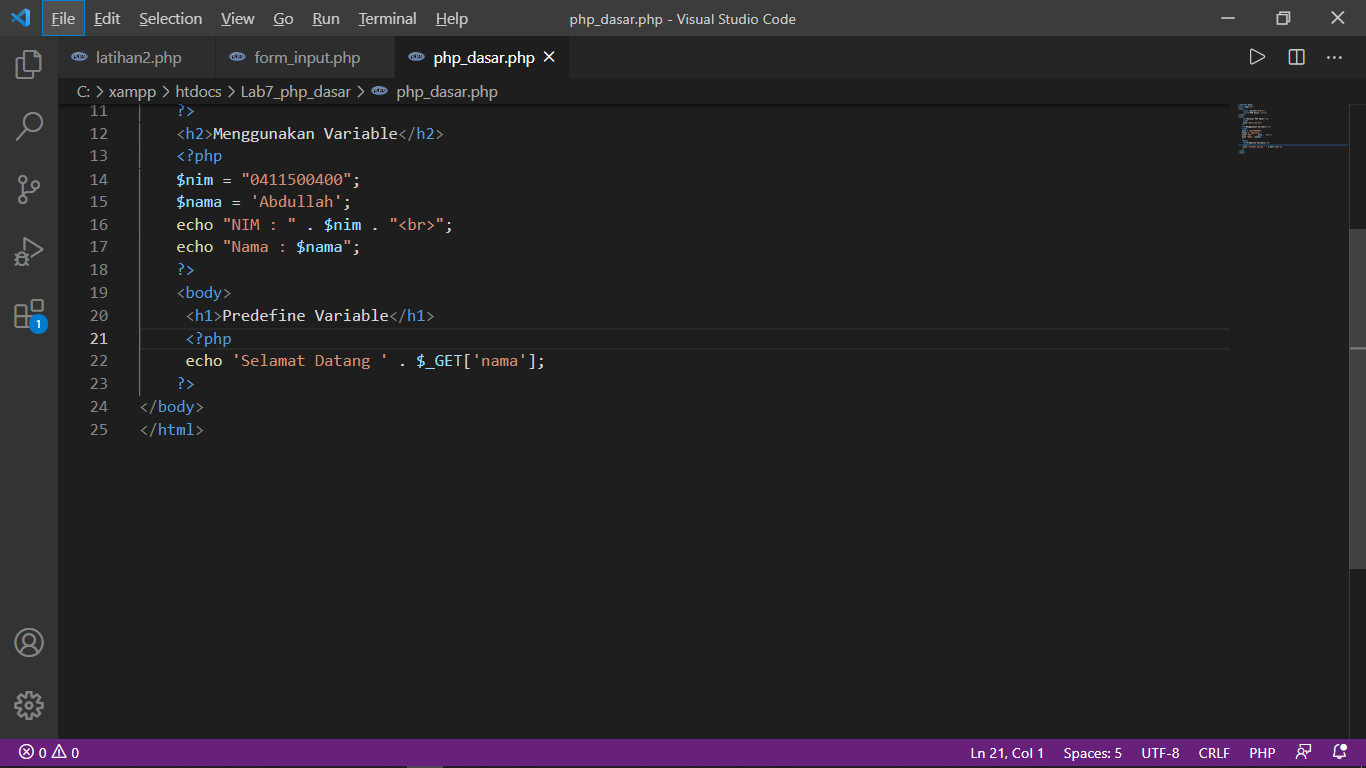 File Edit Selection View Go Run Terminal Help php_dasar.php - Visual Studio Code
latihan2.php form_input.php php_dasar.php
C: > xampp > htdocs > Lab7_php_dasar > php_dasar.php
11 ?>
12 <h2>Menggunakan Variable</h2>
13 <?php
14 $nim = "0411500400";
15 $nama = 'Abdullah';
16 echo "NIM : " . $nim . "<br>";
17 echo "Nama : $nama";
18 ?>
19 <body>
20 <h1>Predefine Variable</h1>
21 <?php
22 echo 'Selamat Datang ' . $_GET['nama'];
23 ?>
24 </body>
25 </html>
1
0 0 Ln 21, Col 1 Spaces: 5 UTF-8 CRLF PHP